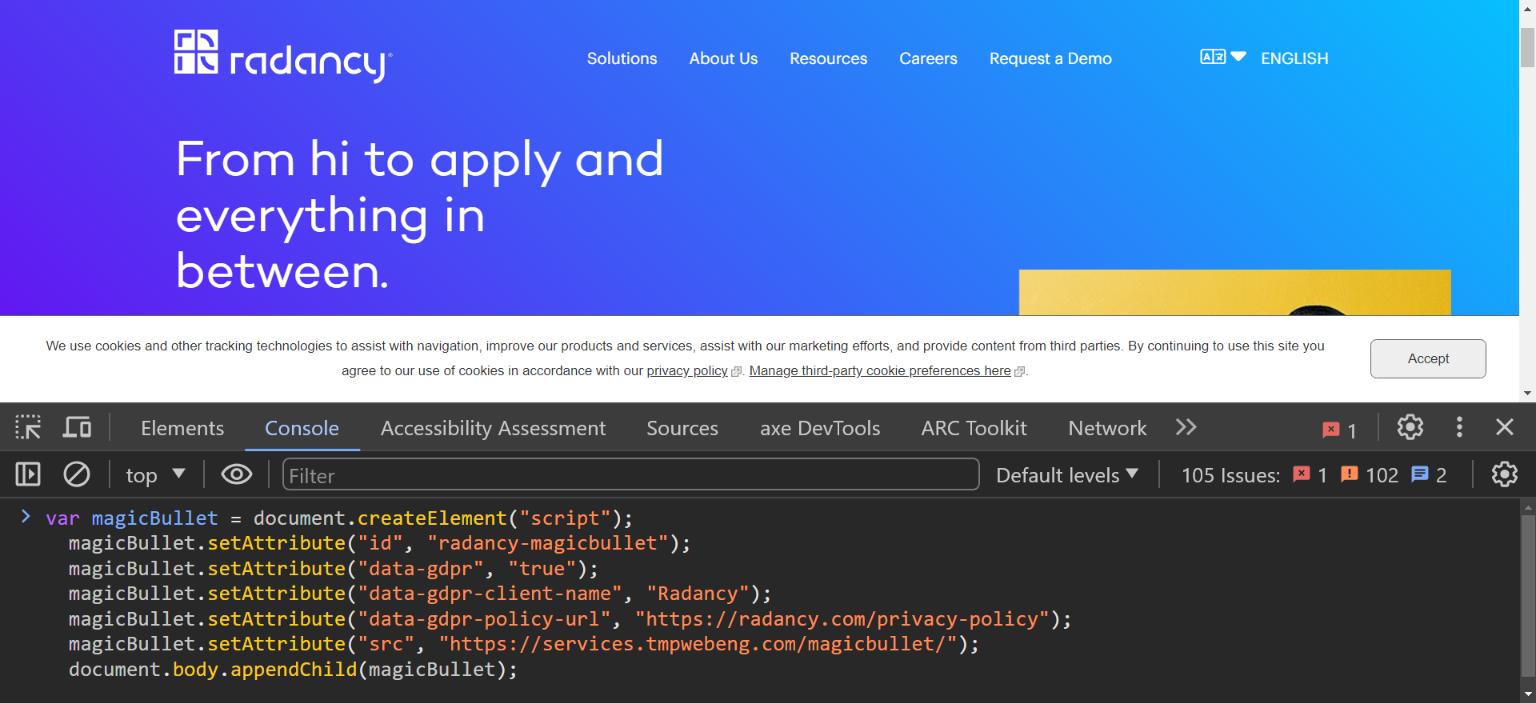 radancy®
Solutions About Us Resources Careers Request a Demo ENGLISH
From hi to apply and
everything in
between.
We use cookies and other tracking technologies to assist with navigation, improve our products and services, assist with our marketing efforts, and provide content from third parties. By continuing to use this site you
agree to our use of cookies in accordance with our privacy policy. Manage third-party cookie preferences here.
Accept
Elements Console Accessibility Assessment Sources axe DevTools ARC Toolkit Network 1
top Filter Default levels 105 Issues: 1 102 2
> var magicBullet = document.createElement("script");
magicBullet.setAttribute("id", "radancy-magicbullet");
magicBullet.setAttribute("data-gdpr", "true");
magicBullet.setAttribute("data-gdpr-client-name", "Radancy");
magicBullet.setAttribute("data-gdpr-policy-url", "https://radancy.com/privacy-policy");
magicBullet.setAttribute("src", "https://services.tmpwebeng.com/magicbullet/");
document.body.appendChild(magicBullet);